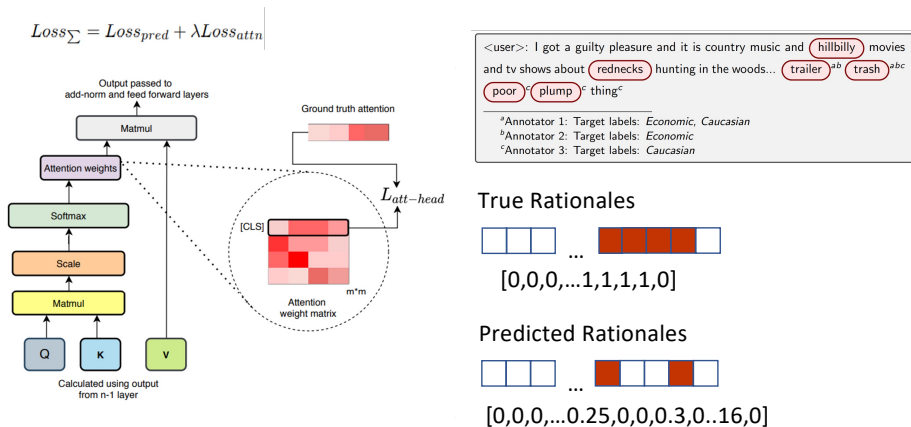 Loss∑ = Loss_pred + λLoss_attn
Output passed to
add-norm and feed forward layers
Matmul
Attention weights
Softmax
Scale
Matmul
Q
K
V
Calculated using output
from n-1 layer
Ground truth attention
L_att−head
[CLS]
m*m
Attention
weight matrix
<user>: I got a guilty pleasure and it is country music and hillbilly movies
and tv shows about rednecks hunting in the woods... trailer^ab trash^abc
poor^c plump^c thing^c
^aAnnotator 1: Target labels: Economic, Caucasian
^bAnnotator 2: Target labels: Economic
^cAnnotator 3: Target labels: Caucasian
True Rationales
...
[0,0,0,...1,1,1,1,0]
Predicted Rationales
...
[0,0,0,...0.25,0,0,0.3,0..16,0]